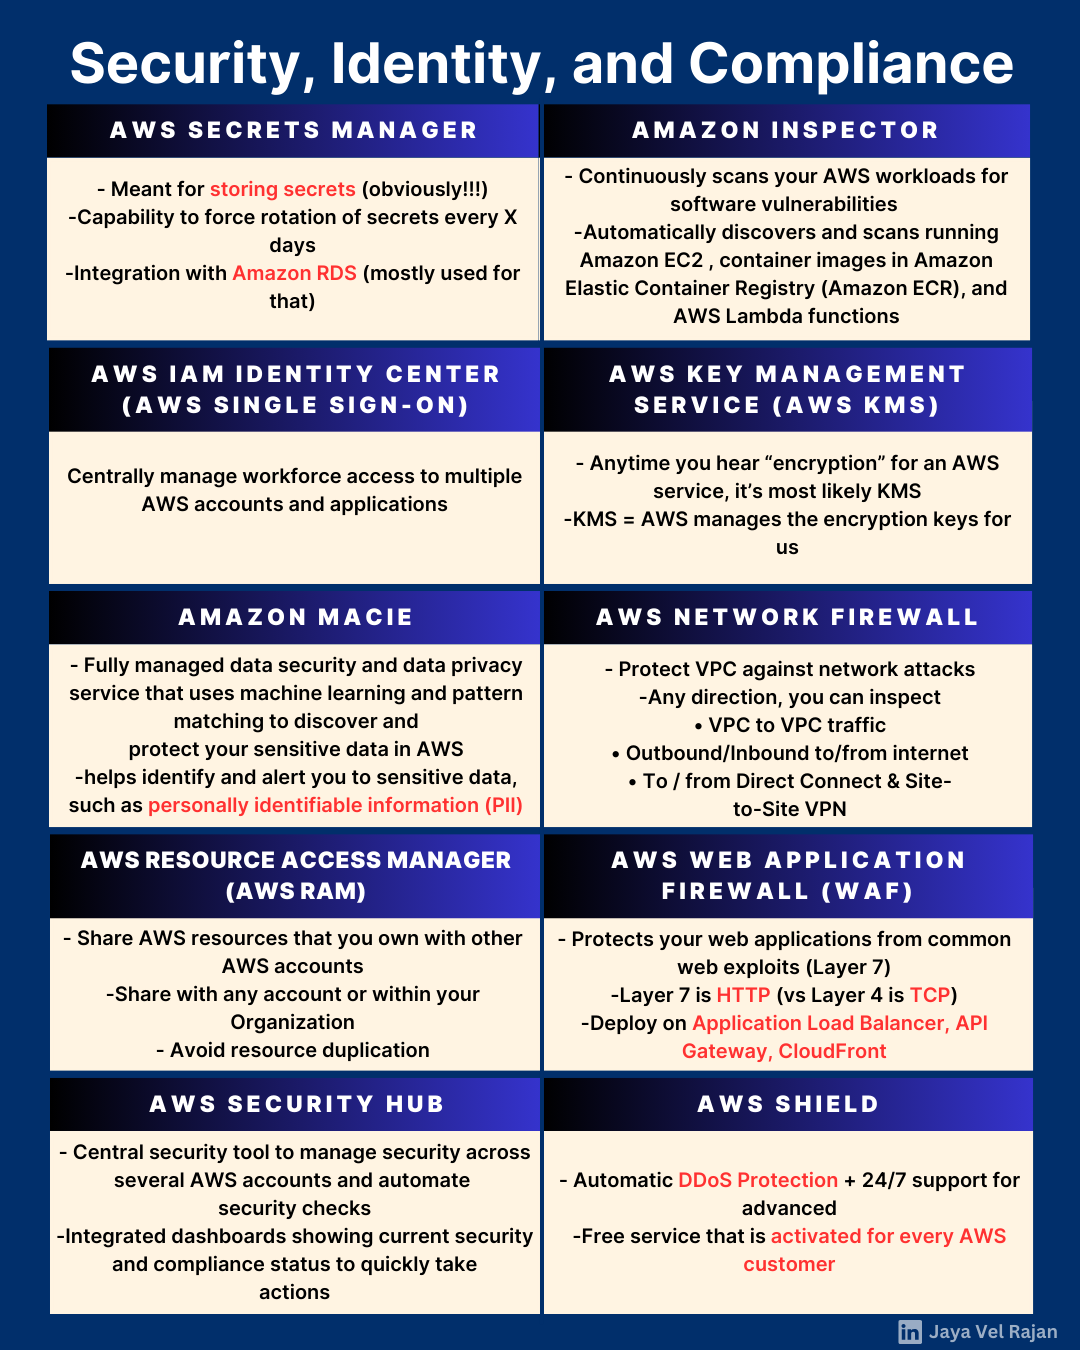 Security, Identity, and Compliance
AWS SECRETS MANAGER
- Meant for storing secrets (obviously!!!)
-Capability to force rotation of secrets every X
days
-Integration with Amazon RDS (mostly used for
that)
AMAZON INSPECTOR
- Continuously scans your AWS workloads for
software vulnerabilities
-Automatically discovers and scans running
Amazon EC2 , container images in Amazon
Elastic Container Registry (Amazon ECR), and
AWS Lambda functions
AWS IAM IDENTITY CENTER
(AWS SINGLE SIGN-ON)
Centrally manage workforce access to multiple
AWS accounts and applications
AWS KEY MANAGEMENT
SERVICE (AWS KMS)
- Anytime you hear “encryption” for an AWS
service, it’s most likely KMS
-KMS = AWS manages the encryption keys for
us
AMAZON MACIE
- Fully managed data security and data privacy
service that uses machine learning and pattern
matching to discover and
protect your sensitive data in AWS
-helps identify and alert you to sensitive data,
such as personally identifiable information (PII)
AWS NETWORK FIREWALL
- Protect VPC against network attacks
-Any direction, you can inspect
• VPC to VPC traffic
• Outbound/Inbound to/from internet
• To / from Direct Connect & Site-
to-Site VPN
AWS RESOURCE ACCESS MANAGER
(AWS RAM)
- Share AWS resources that you own with other
AWS accounts
-Share with any account or within your
Organization
- Avoid resource duplication
AWS WEB APPLICATION
FIREWALL (WAF)
- Protects your web applications from common
web exploits (Layer 7)
-Layer 7 is HTTP (vs Layer 4 is TCP)
-Deploy on Application Load Balancer, API
Gateway, CloudFront
AWS SECURITY HUB
- Central security tool to manage security across
several AWS accounts and automate
security checks
-Integrated dashboards showing current security
and compliance status to quickly take
actions
AWS SHIELD
- Automatic DDoS Protection + 24/7 support for
advanced
-Free service that is activated for every AWS
customer
in Jaya Vel Rajan